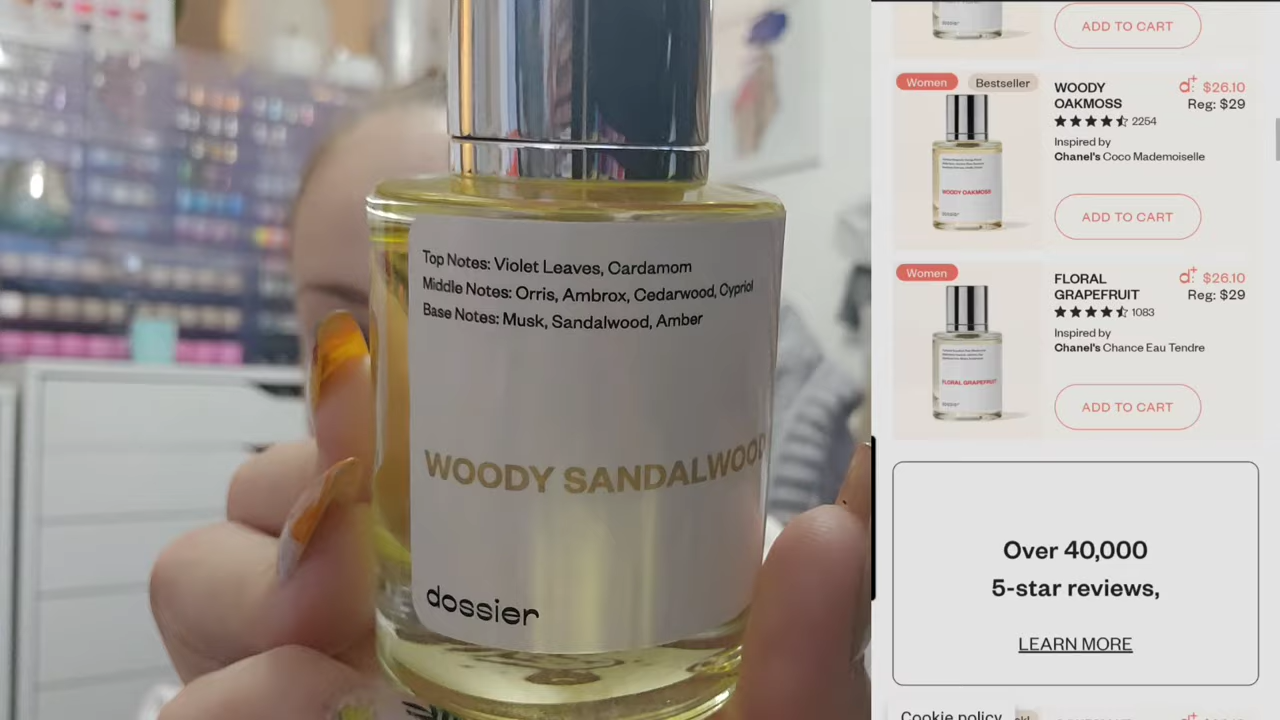 Top Notes: Violet Leaves, Cardamom
Middle Notes: Orris, Ambrox, Cedarwood, Cypriol
Base Notes: Musk, Sandalwood, Amber
WOODY SANDALWOOD
dossier
ADD TO CART
Women
Bestseller
WOODY
OAKMOSS
$26.10
Reg: $29
2254
Inspired by
Chanel's Coco Mademoiselle
WOODY OAKMOSS
dossier
ADD TO CART
Women
FLORAL
GRAPEFRUIT
$26.10
Reg: $29
1083
Inspired by
Chanel's Chance Eau Tendre
FLORAL GRAPEFRUIT
dossier
ADD TO CART
Over 40,000
5-star reviews,
LEARN MORE
Cookie policy